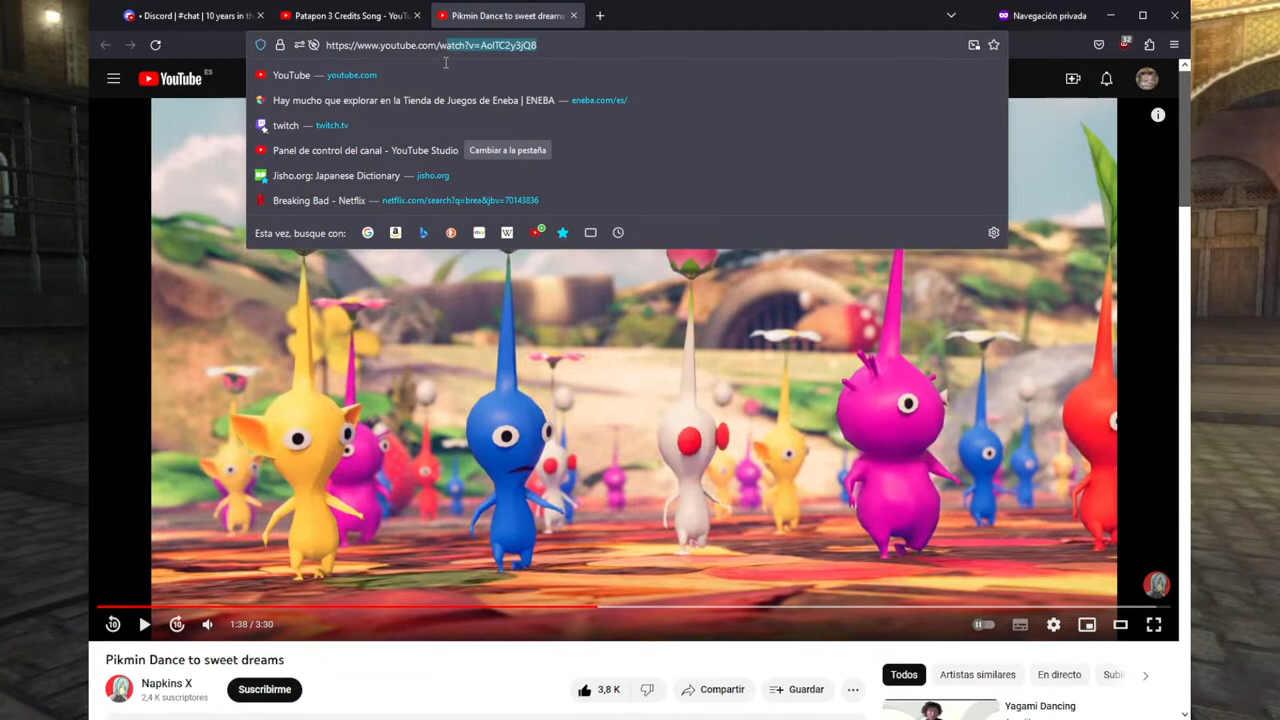 • Discord | #chat | 10 years in th
Patapon 3 Credits Song - YouTu
Pikmin Dance to sweet dreams
Navegación privada
https://www.youtube.com/watch?v=AolTC2y3jQ8
32
YouTube ES
YouTube — youtube.com
Hay mucho que explorar en la Tienda de Juegos de Eneba | ENEBA — eneba.com/es/
twitch — twitch.tv
Panel de control del canal - YouTube Studio Cambiar a la pestaña
Jisho.org: Japanese Dictionary — jisho.org
Breaking Bad - Netflix — netflix.com/search?q=brea&jbv=70143836
Esta vez, busque con:
1:38 / 3:30
Pikmin Dance to sweet dreams
Napkins X
2,4 K suscriptores
Suscribirme
3,8 K
Compartir
Guardar
Todos
Artistas similares
En directo
Subi
Yagami Dancing